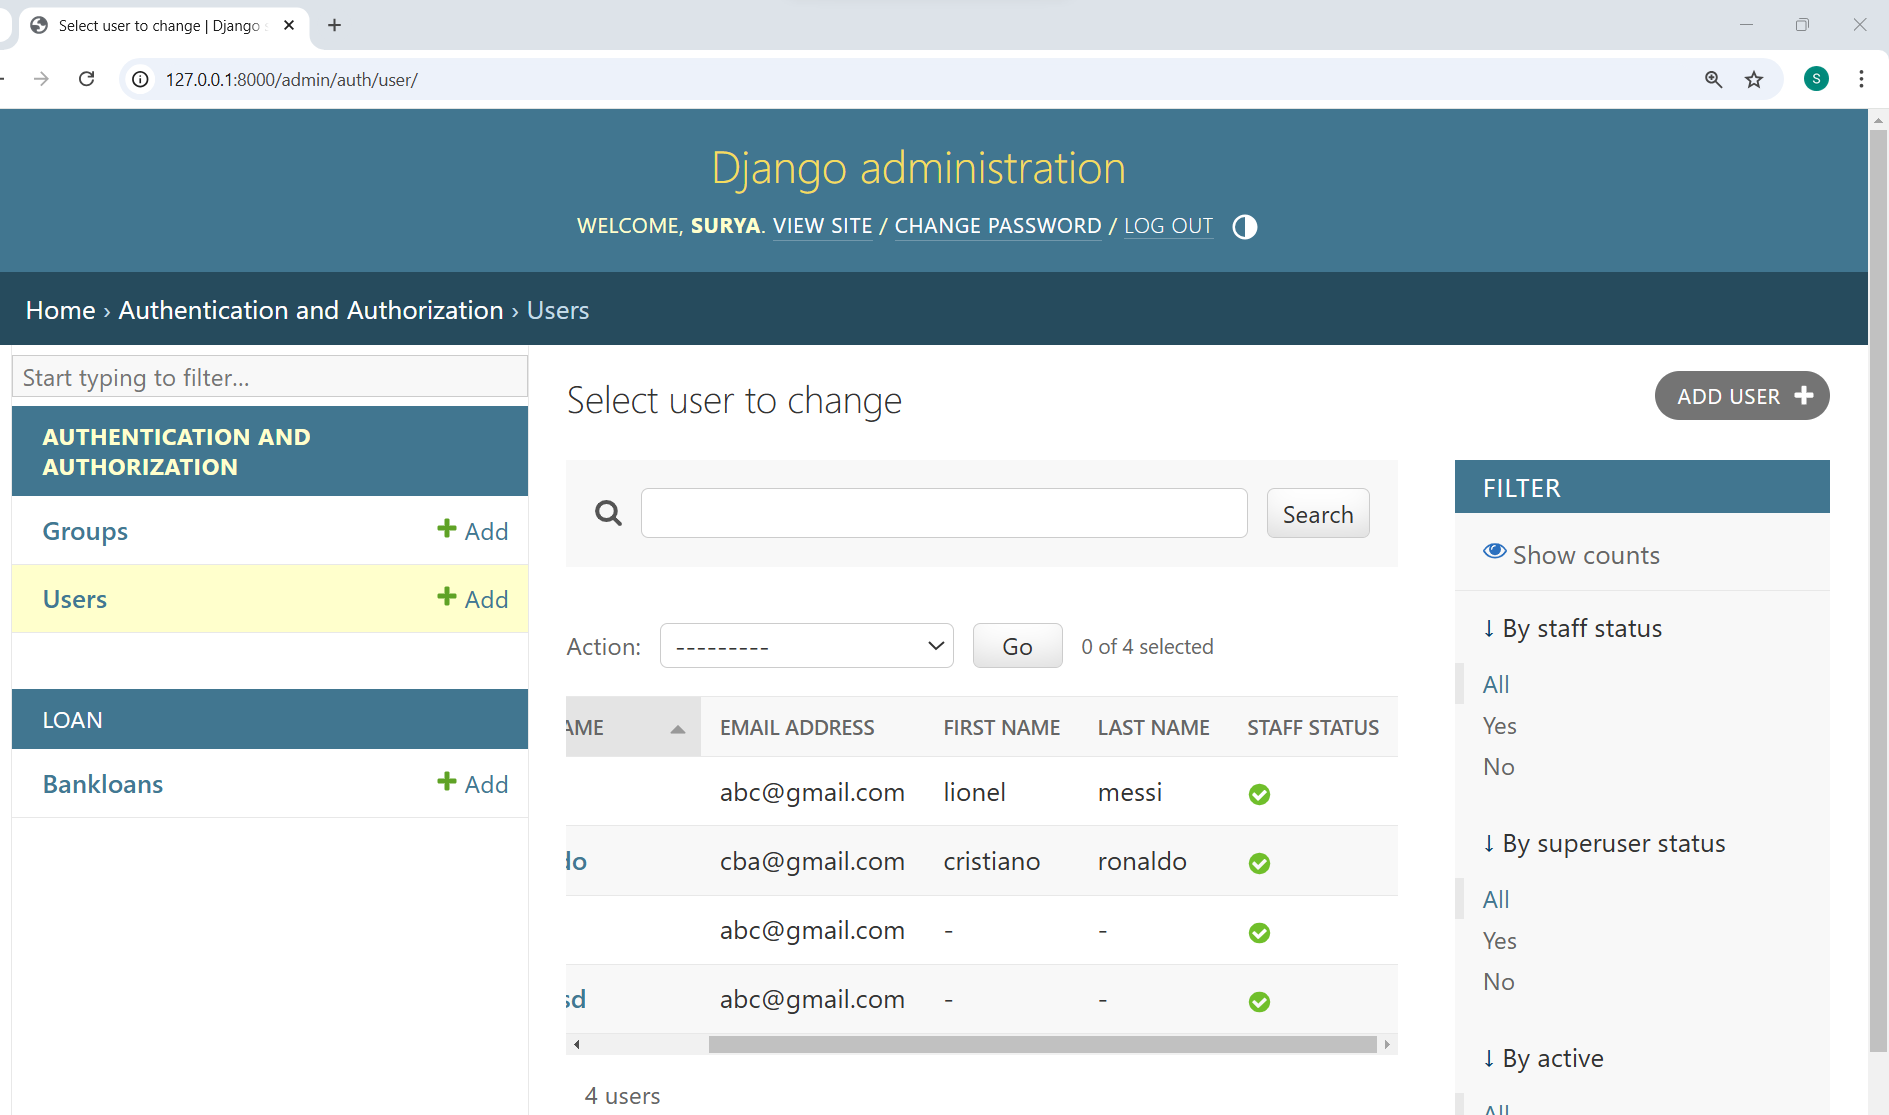 Select user to change | Django
127.0.0.1:8000/admin/auth/user/
S
Django administration
WELCOME, SURYA. VIEW SITE / CHANGE PASSWORD / LOG OUT
Home › Authentication and Authorization › Users
Start typing to filter...
AUTHENTICATION AND
AUTHORIZATION
Groups
Add
Users
Add
LOAN
Bankloans
Add
Select user to change
ADD USER
Search
Action:
---------
Go
0 of 4 selected
AME EMAIL ADDRESS FIRST NAME LAST NAME STAFF STATUS
abc@gmail.com lionel messi
do cba@gmail.com cristiano ronaldo
abc@gmail.com - -
sd abc@gmail.com - -
4 users
FILTER
Show counts
↓ By staff status
All
Yes
No
↓ By superuser status
All
Yes
No
↓ By active
All